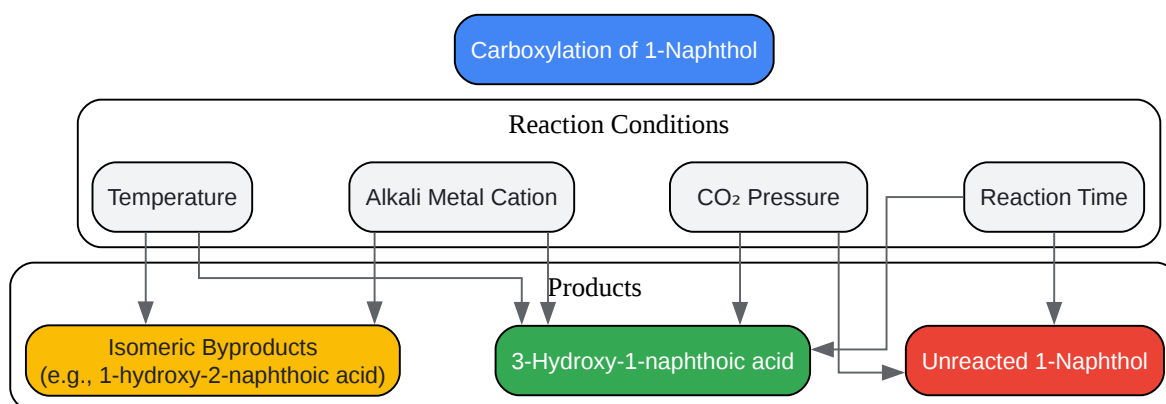 Carboxylation of 1-Naphthol
Reaction Conditions
Temperature
Alkali Metal Cation
CO₂ Pressure
Reaction Time
Products
Isomeric Byproducts
(e.g., 1-hydroxy-2-naphthoic acid)
3-Hydroxy-1-naphthoic acid
Unreacted 1-Naphthol